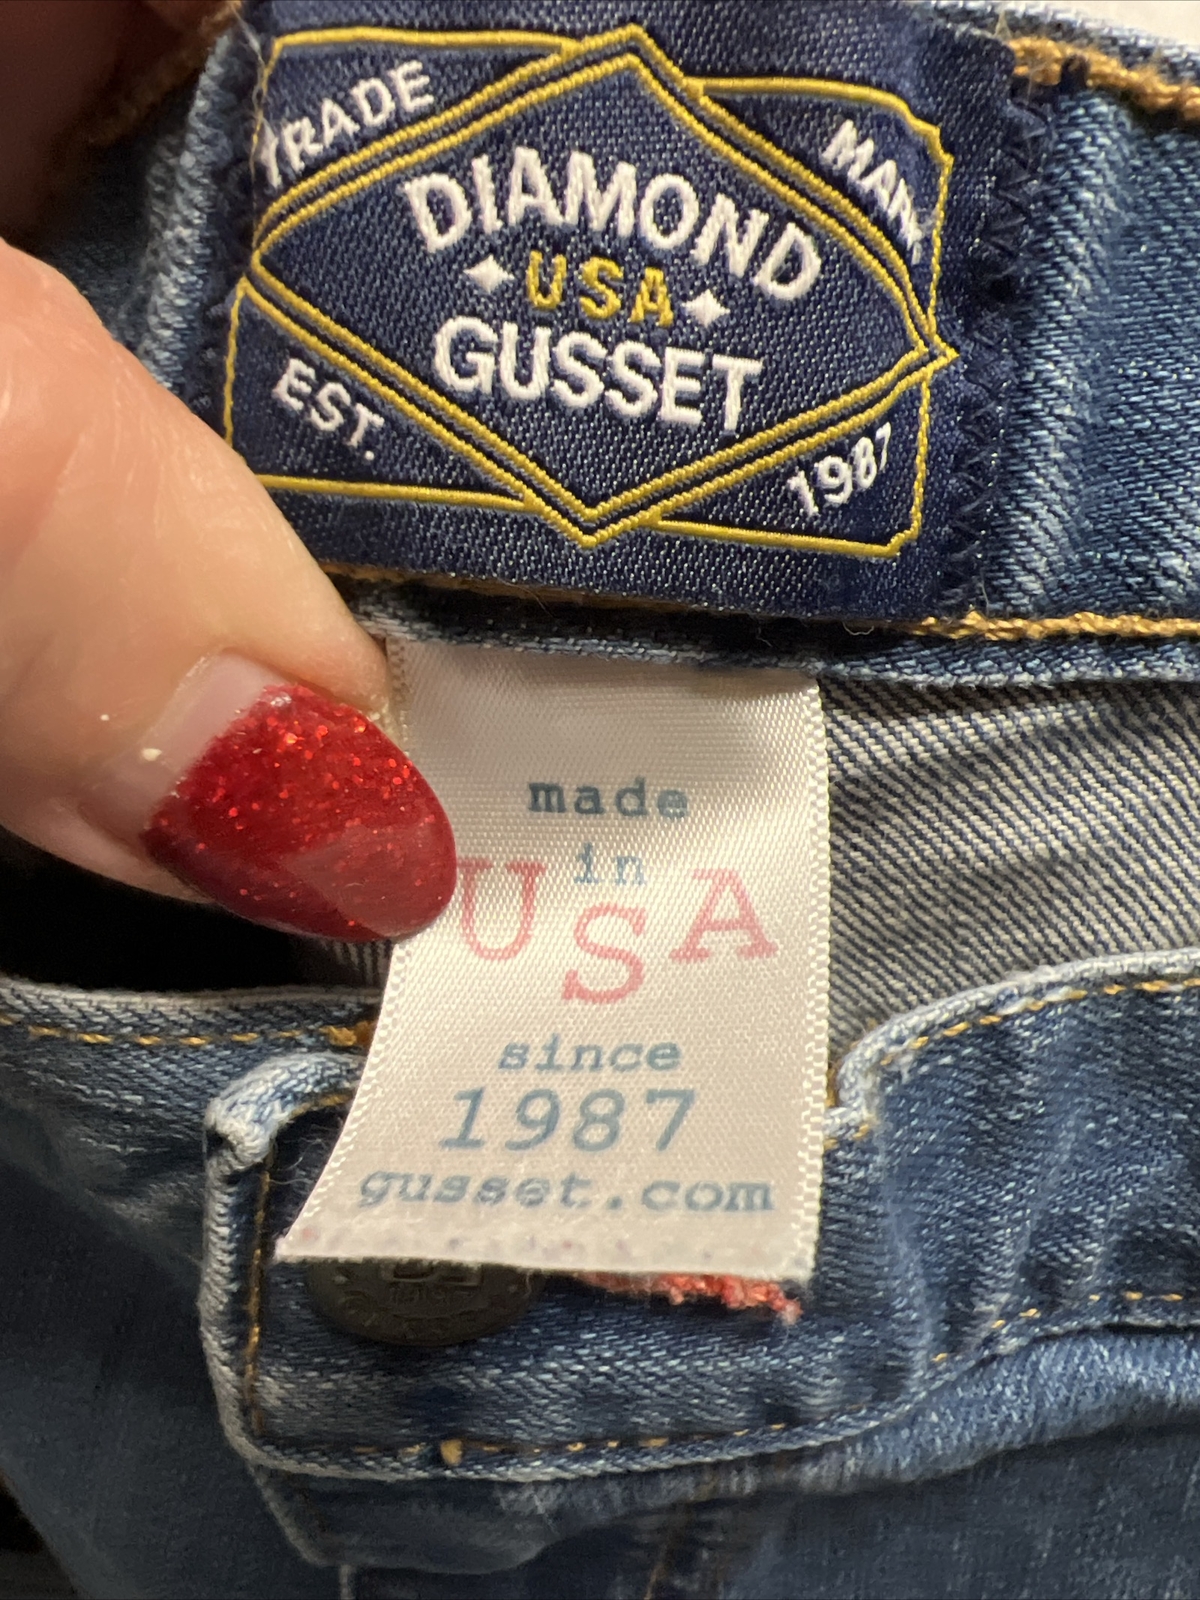 TRADE MARK
DIAMOND
USA
GUSSET
EST. 1987
made
in
USA
since
1987
gusset.com